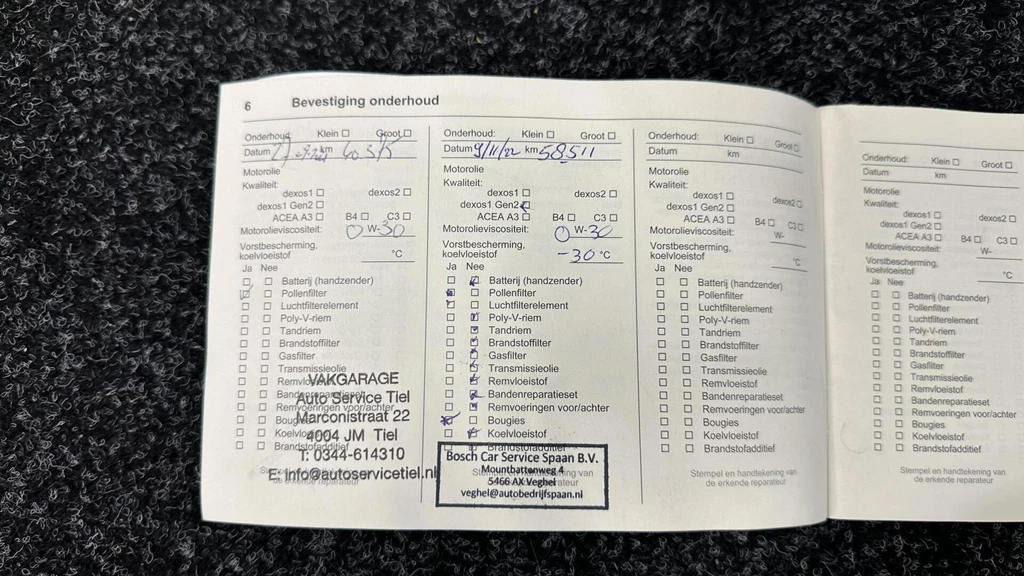 6 Bevestiging onderhoud
Onderhoud: Klein ☐ Groot ☐
Datum km
Motorolie
Kwaliteit:
dexos1 ☐ dexos2 ☐
dexos1 Gen2 ☐
ACEA A3 ☐ B4 ☐ C3 ☐
Motorolieviscositeit: 0 W-30
Vorstbescherming,
koelvloeistof °C
Ja Nee
Batterij (handzender)
Pollenfilter
Luchtfilterelement
Poly-V-riem
Tandriem
Brandstoffilter
Gasfilter
Transmissieolie
Remvloeistof
Bandenreparatieset
Remvoeringen voor/achter
Bougies
Koelvloeistof
Brandstofadditief
VAKGARAGE
Auto Service Tiel
Marconistraat 22
4004 JM Tiel
T: 0344-614310
E: info@autoservicetiel.nl
Onderhoud: Klein ☐ Groot ☐
Datum 9/11/22 km 58511
Motorolie
Kwaliteit:
dexos1 ☐ dexos2 ☐
dexos1 Gen2 ☑
ACEA A3 ☐ B4 ☐ C3 ☐
Motorolieviscositeit: 0 W-30
Vorstbescherming,
koelvloeistof -30 °C
Ja Nee
Batterij (handzender)
Pollenfilter
Luchtfilterelement
Poly-V-riem
Tandriem
Brandstoffilter
Gasfilter
Transmissieolie
Remvloeistof
Bandenreparatieset
Remvoeringen voor/achter
Bougies
Koelvloeistof
Brandstofadditief
Bosch Car Service Spaan B.V.
Mountbattenweg 4
5466 AX Veghel
veghel@autobedrijfspaan.nl
Onderhoud: Klein ☐ Groot ☐
Datum km
Motorolie
Kwaliteit:
dexos1 ☐ dexos2 ☐
dexos1 Gen2 ☐
ACEA A3 ☐ B4 ☐ C3 ☐
Motorolieviscositeit: W-
Vorstbescherming,
koelvloeistof °C
Ja Nee
Batterij (handzender)
Pollenfilter
Luchtfilterelement
Poly-V-riem
Tandriem
Brandstoffilter
Gasfilter
Transmissieolie
Remvloeistof
Bandenreparatieset
Remvoeringen voor/achter
Bougies
Koelvloeistof
Brandstofadditief
Stempel en handtekening van
de erkende reparateur
Onderhoud: Klein ☐ Groot ☐
Datum km
Motorolie
Kwaliteit:
dexos1 ☐ dexos2 ☐
dexos1 Gen2 ☐
ACEA A3 ☐ B4 ☐ C3 ☐
Motorolieviscositeit: W-
Vorstbescherming,
koelvloeistof °C
Ja Nee
Batterij (handzender)
Pollenfilter
Luchtfilterelement
Poly-V-riem
Tandriem
Brandstoffilter
Gasfilter
Transmissieolie
Remvloeistof
Bandenreparatieset
Remvoeringen voor/achter
Bougies
Koelvloeistof
Brandstofadditief
Stempel en handtekening van
de erkende reparateur